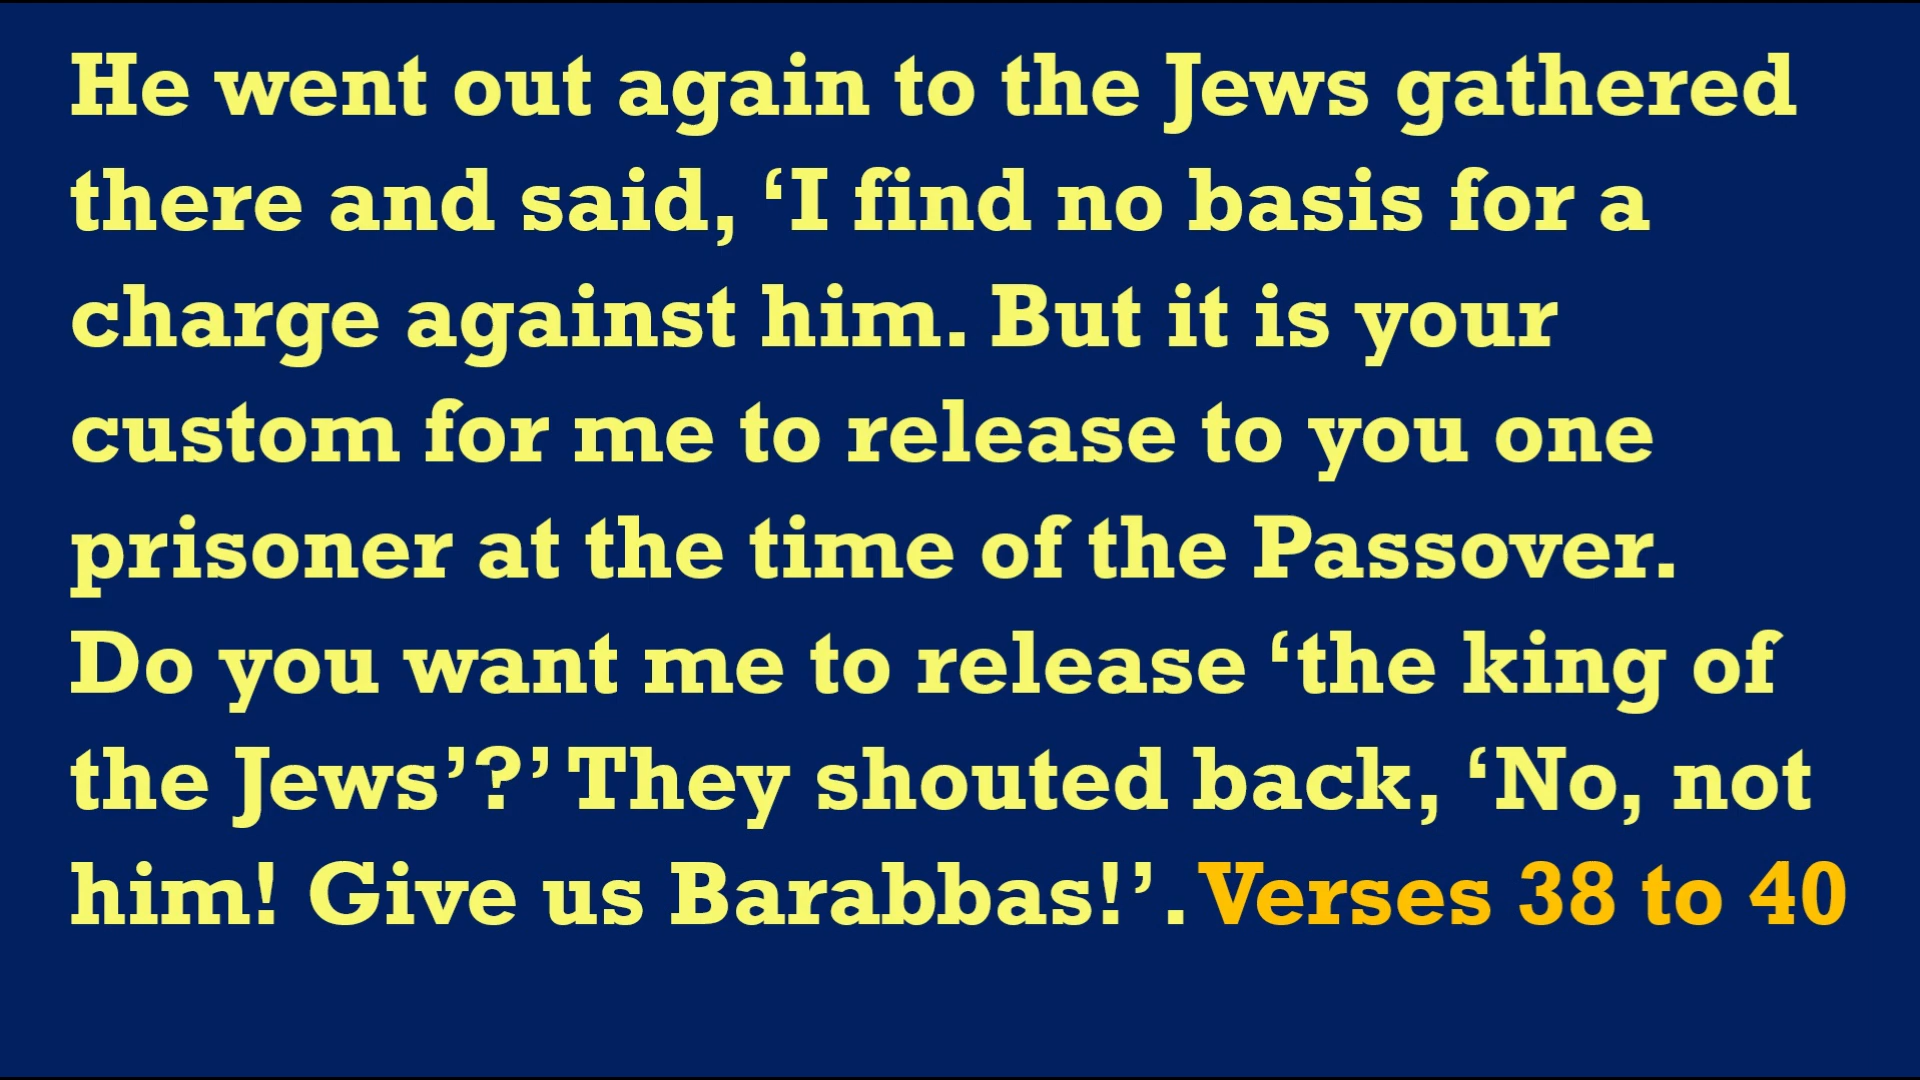 He went out again to the Jews gathered
there and said, ‘I find no basis for a
charge against him. But it is your
custom for me to release to you one
prisoner at the time of the Passover.
Do you want me to release ‘the king of
the Jews’?’ They shouted back, ‘No, not
him! Give us Barabbas!’. Verses 38 to 40